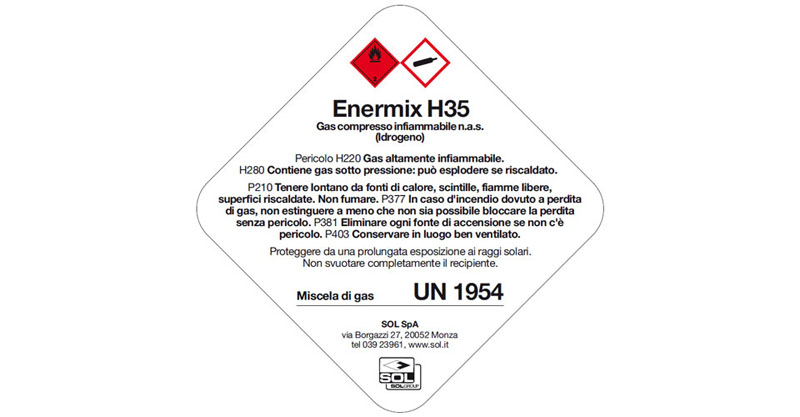 2
Enermix H35
Gas compresso infiammabile n.a.s.
(Idrogeno)
Pericolo H220 Gas altamente infiammabile.
H280 Contiene gas sotto pressione: può esplodere se riscaldato.
P210 Tenere lontano da fonti di calore, scintille, fiamme libere,
superfici riscaldate. Non fumare. P377 In caso d'incendio dovuto a perdita
di gas, non estinguere a meno che non sia possibile bloccare la perdita
senza pericolo. P381 Eliminare ogni fonte di accensione se non c'è
pericolo. P403 Conservare in luogo ben ventilato.
Proteggere da una prolungata esposizione ai raggi solari.
Non svuotare completamente il recipiente.
Miscela di gas UN 1954
SOL SpA
via Borgazzi 27, 20052 Monza
tel 039 23961, www.sol.it
SOL
SOLGROUP